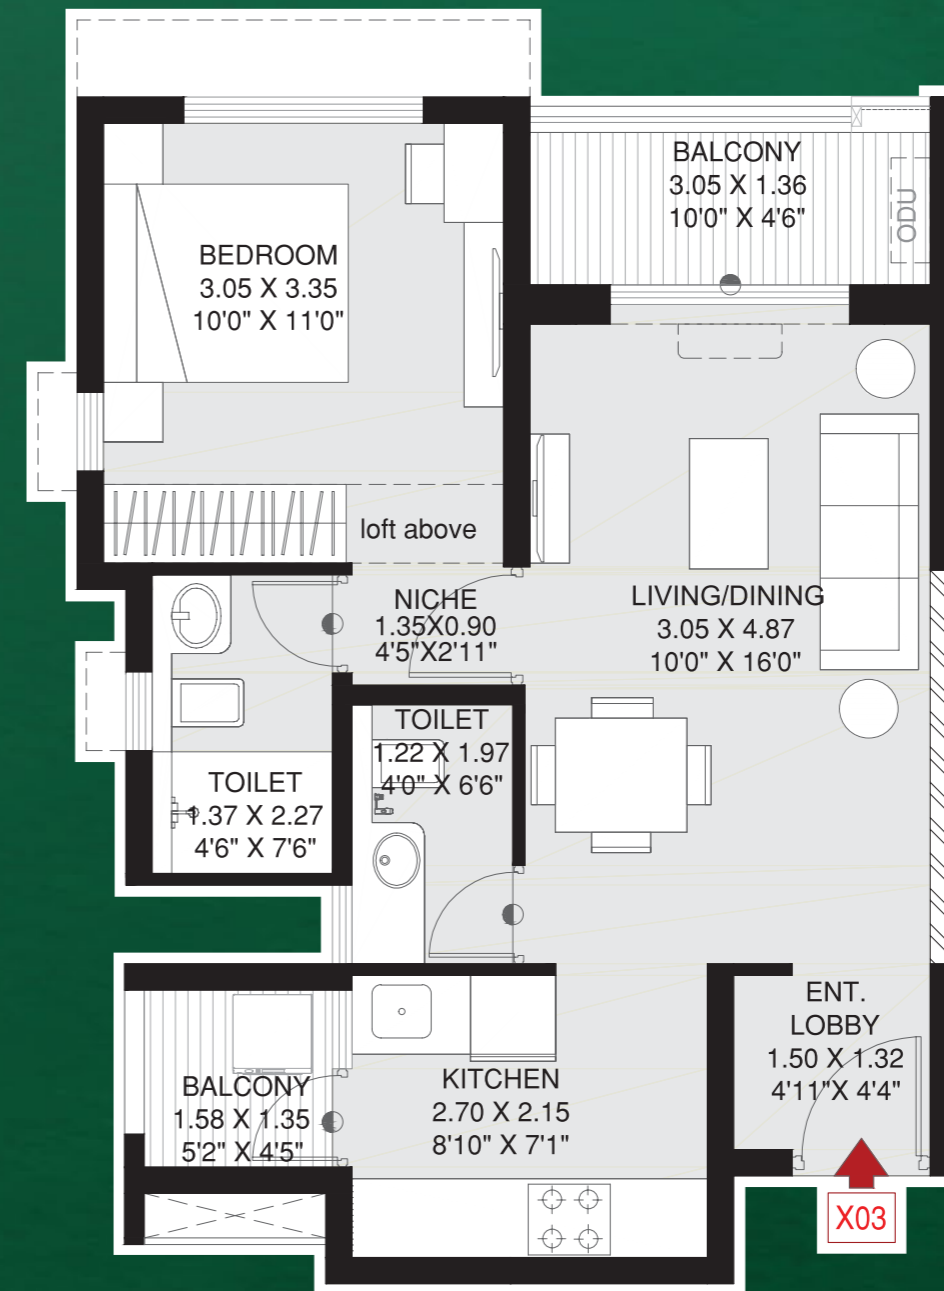 BALCONY
3.05 X 1.36
10'0" X 4'6"
ODU
BEDROOM
3.05 X 3.35
10'0" X 11'0"
loft above
NICHE
1.35X0.90
4'5"X2'11"
LIVING/DINING
3.05 X 4.87
10'0" X 16'0"
TOILET
1.22 X 1.97
4'0" X 6'6"
TOILET
1.37 X 2.27
4'6" X 7'6"
ENT.
LOBBY
1.50 X 1.32
4'11"X 4'4"
KITCHEN
2.70 X 2.15
8'10" X 7'1"
BALCONY
1.58 X 1.35
5'2" X 4'5"
X03